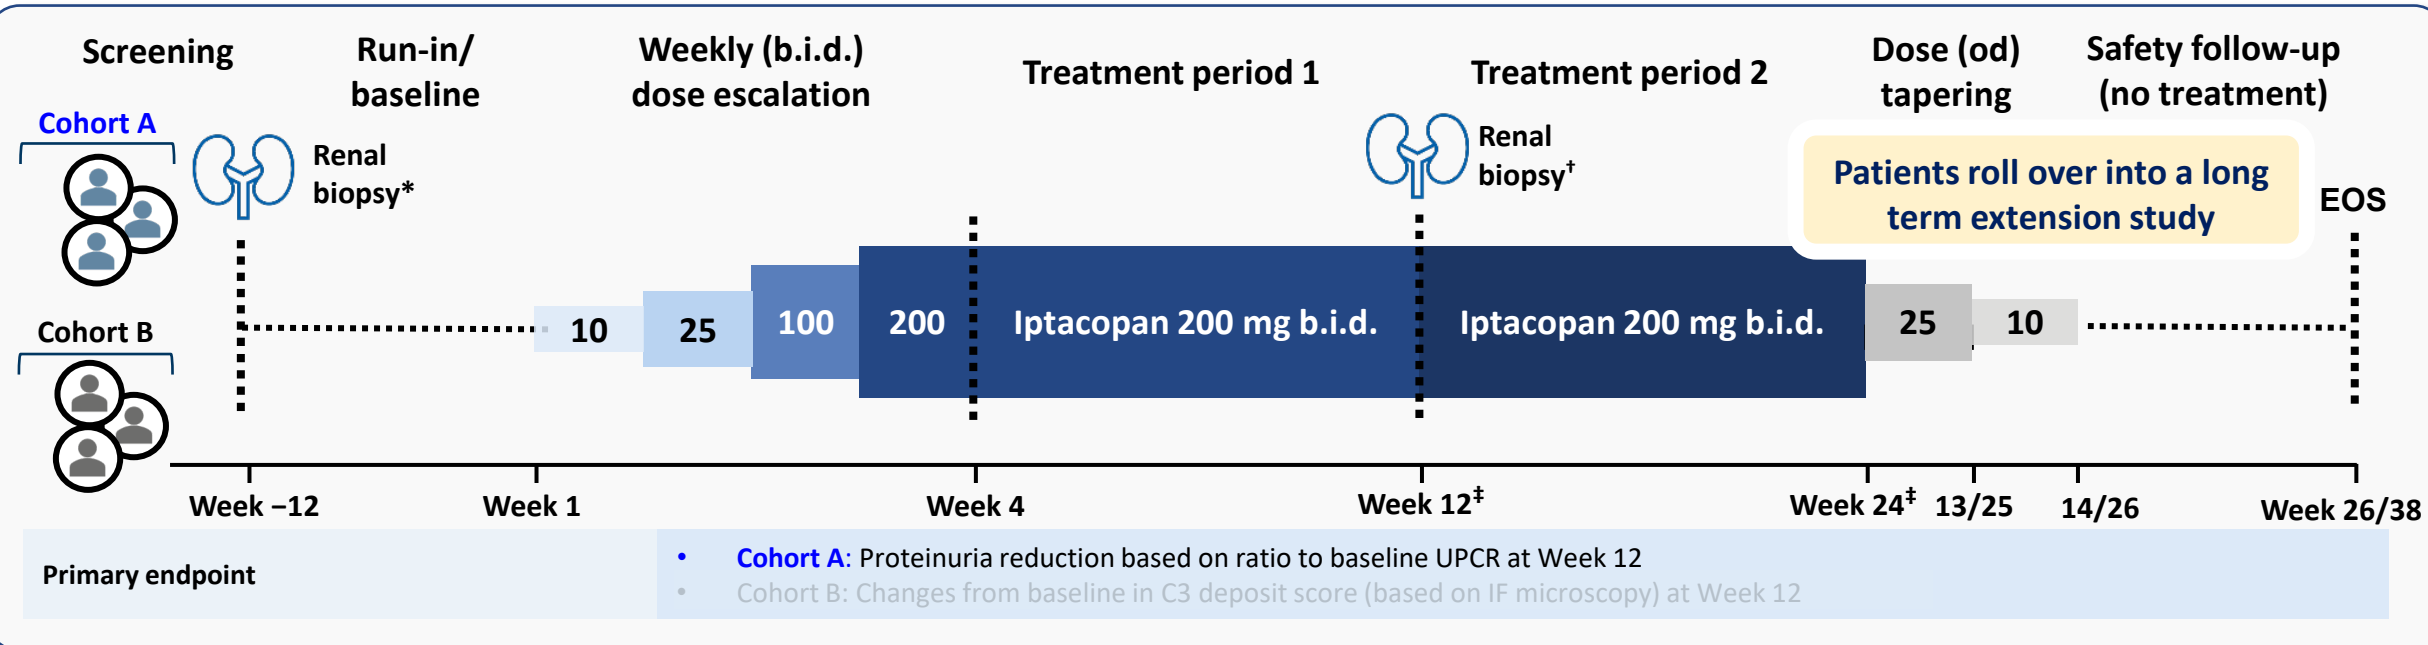 Screening
Run-in/
baseline
Weekly (b.i.d.)
dose escalation
Treatment period 1
Treatment period 2
Dose (od)
tapering
Safety follow-up
(no treatment)
Cohort A
Renal
biopsy*
Renal
biopsy†
Patients roll over into a long
term extension study
EOS
Cohort B
10
25
100
200
Iptacopan 200 mg b.i.d.
Iptacopan 200 mg b.i.d.
25
10
Week −12
Week 1
Week 4
Week 12‡
Week 24‡
13/25
14/26
Week 26/38
Primary endpoint
• Cohort A: Proteinuria reduction based on ratio to baseline UPCR at Week 12
• Cohort B: Changes from baseline in C3 deposit score (based on IF microscopy) at Week 12